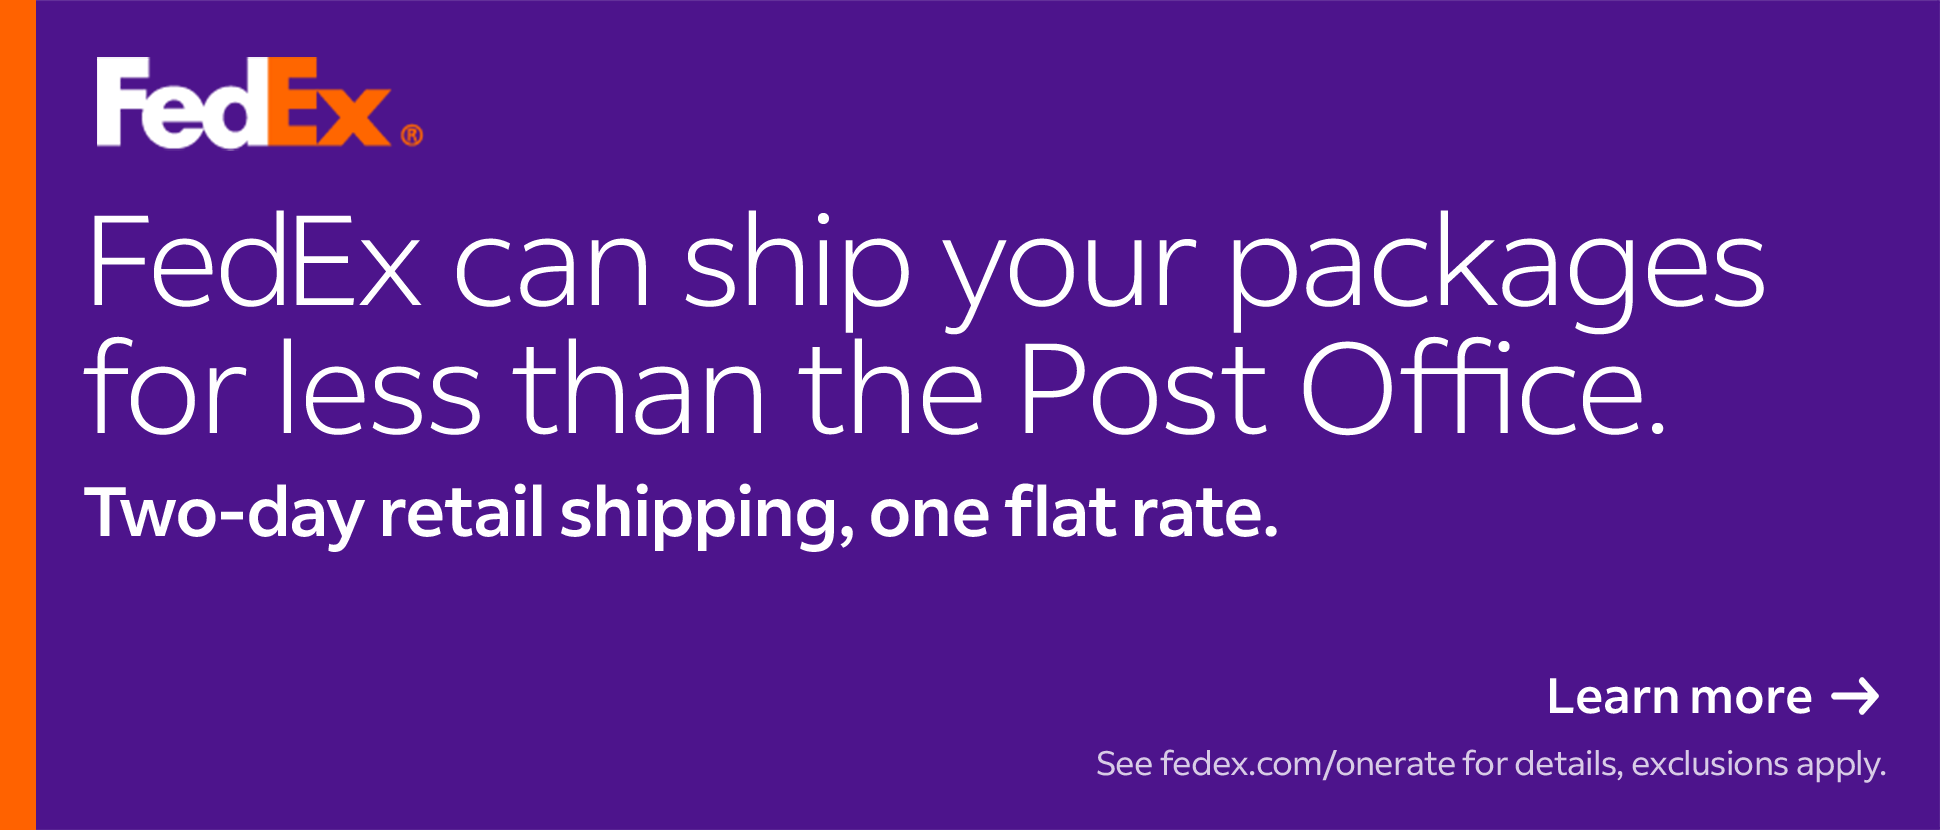 FedEx®
FedEx can ship your packages
for less than the Post Office.
Two-day retail shipping, one flat rate.
Learn more →
See fedex.com/onerate for details, exclusions apply.